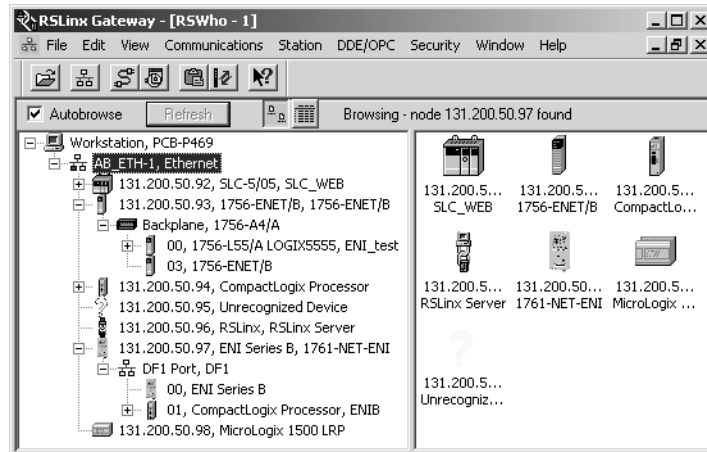 RSLinx Gateway - [RSWho - 1]
File Edit View Communications Station DDE/OPC Security Window Help
Autobrowse Refresh Browsing - node 131.200.50.97 found
Workstation, PCB-P469
AB_ETH-1, Ethernet
131.200.50.92, SLC-5/05, SLC_WEB
131.200.50.93, 1756-ENET/B, 1756-ENET/B
Backplane, 1756-A4/A
00, 1756-L55/A LOGIX5555, ENI_test
03, 1756-ENET/B
131.200.50.94, CompactLogix Processor
131.200.50.95, Unrecognized Device
131.200.50.96, RSLinx, RSLinx Server
131.200.50.97, ENI Series B, 1761-NET-ENI
DF1 Port, DF1
00, ENI Series B
01, CompactLogix Processor, ENIB
131.200.50.98, MicroLogix 1500 LRP
131.200.5... 131.200.5... 131.200.5...
SLC_WEB 1756-ENET/B CompactLo...
131.200.5... 131.200.50... 131.200.5...
RSLinx Server 1761-NET-ENI MicroLogix ...
131.200.5...
Unrecogniz...